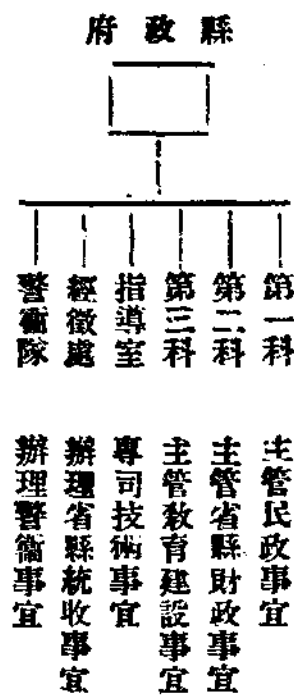 縣政府
第一科 主管民政事宜
第二科 主管省縣財政事宜
第三科 主管教育建設事宜
指導室 專司技術事宜
經徵處 辦理省縣統收事宜
警衞隊 辦理警衞事宜